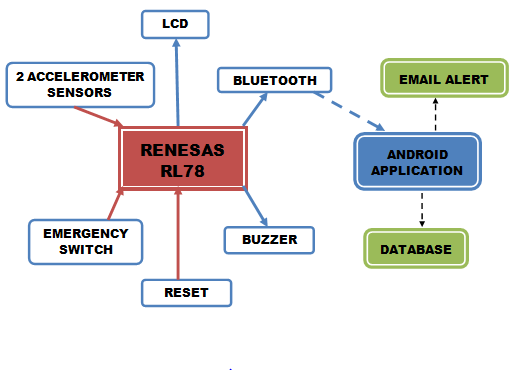 LCD
2 ACCELEROMETER
SENSORS
BLUETOOTH
EMAIL ALERT
RENESAS
RL78
ANDROID
APPLICATION
EMERGENCY
SWITCH
BUZZER
DATABASE
RESET